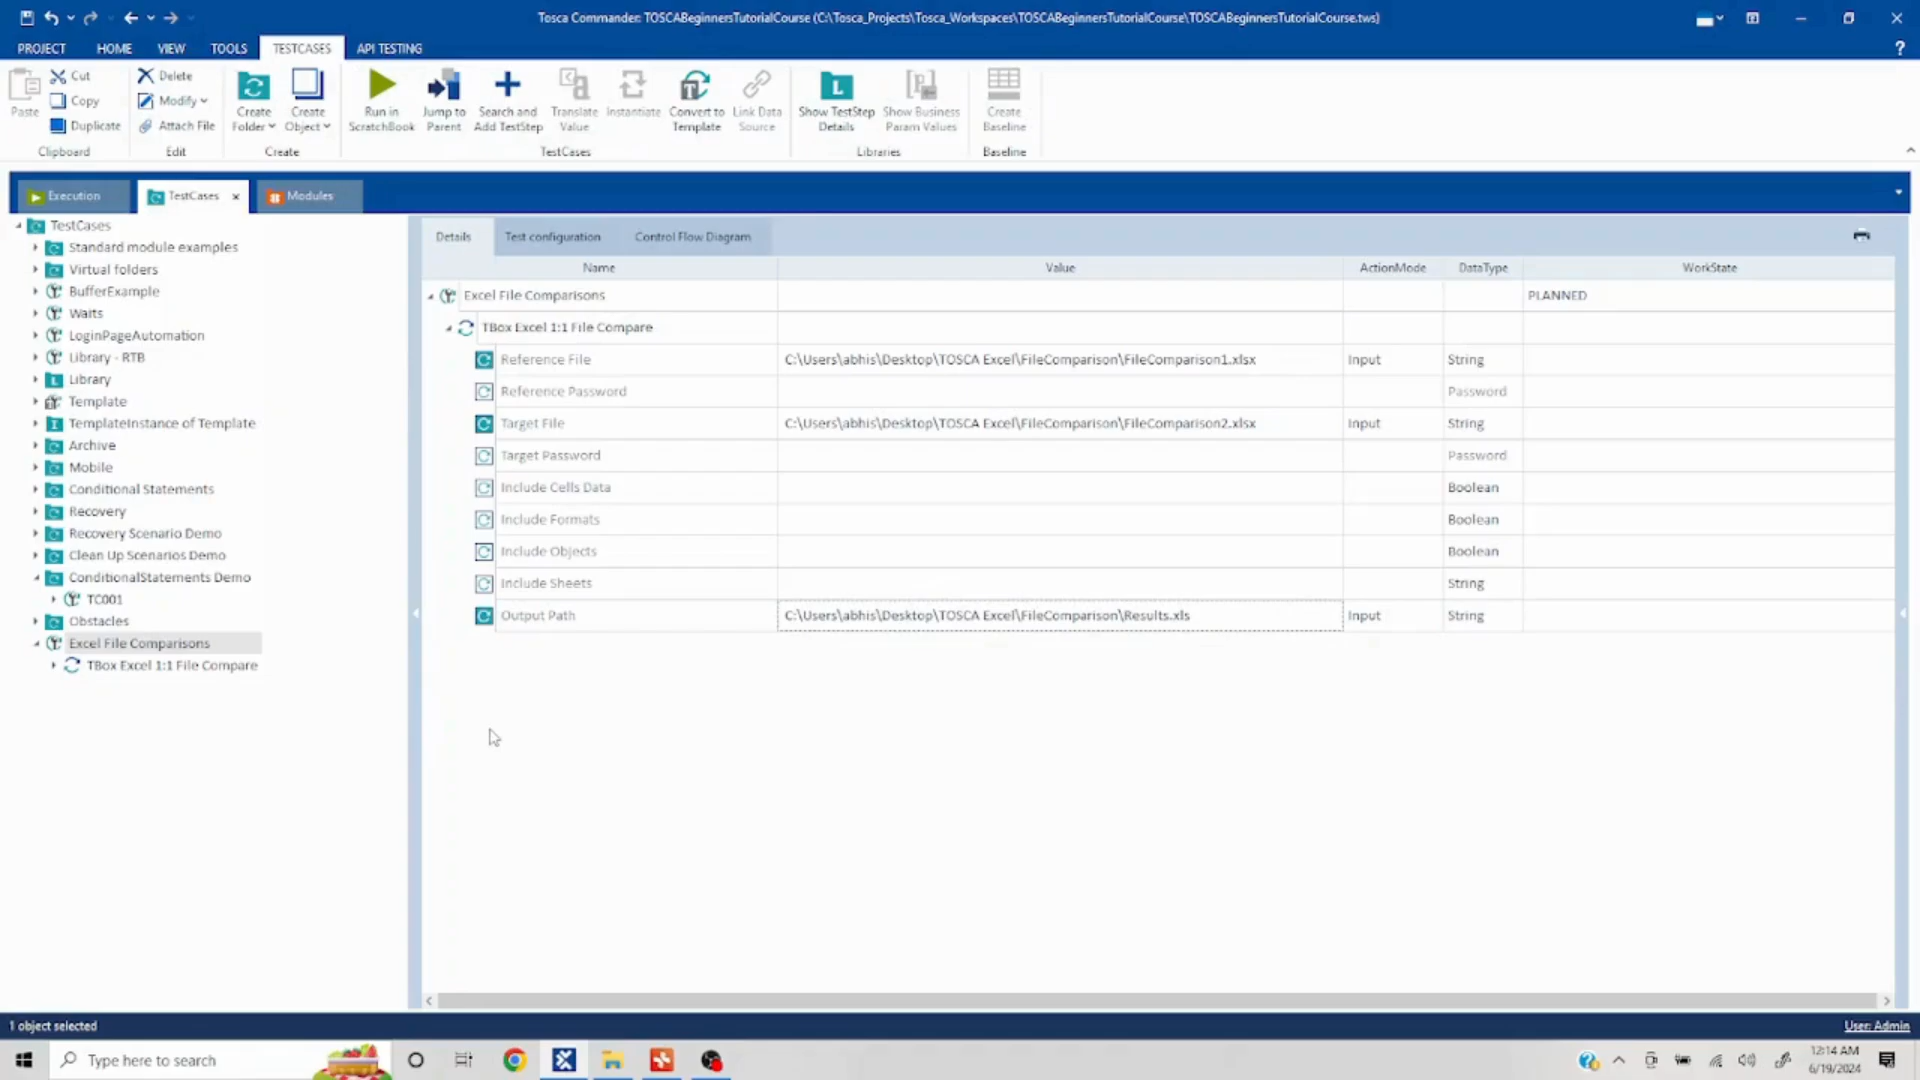 Tosca Commander: TOSCABeginnersTutorialCourse (C:\Tosca_Projects\Tosca_Workspaces\TOSCABeginnersTutorialCourse\TOSCABeginnersTutorialCourse.tws)
PROJECT HOME VIEW TOOLS TESTCASES API TESTING ?
Paste Cut Copy Duplicate
Delete Modify Attach File
Create Folder Create Object
Run in ScratchBook Jump to Parent Search and Add TestStep Translate Value Instantiate Convert to Template Link Data Source
Show TestStep Details Show Business Param Values Create Baseline
Clipboard Edit Create TestCases Libraries Baseline
Execution TestCases x Modules
TestCases
Standard module examples
Virtual folders
BufferExample
Waits
LoginPageAutomation
Library - RTB
Library
Template
TemplateInstance of Template
Archive
Mobile
Conditional Statements
Recovery
Recovery Scenario Demo
Clean Up Scenarios Demo
ConditionalStatements Demo
TC001
Obstacles
Excel File Comparisons
TBox Excel 1:1 File Compare
Details Test configuration Control Flow Diagram
Name Value ActionMode DataType WorkState
Excel File Comparisons PLANNED
TBox Excel 1:1 File Compare
Reference File C:\Users\abhis\Desktop\TOSCA Excel\FileComparison\FileComparison1.xlsx Input String
Reference Password Password
Target File C:\Users\abhis\Desktop\TOSCA Excel\FileComparison\FileComparison2.xlsx Input String
Target Password Password
Include Cells Data Boolean
Include Formats Boolean
Include Objects Boolean
Include Sheets String
Output Path C:\Users\abhis\Desktop\TOSCA Excel\FileComparison\Results.xls Input String
1 object selected User: Admin
Type here to search
12:14 AM
6/19/2024